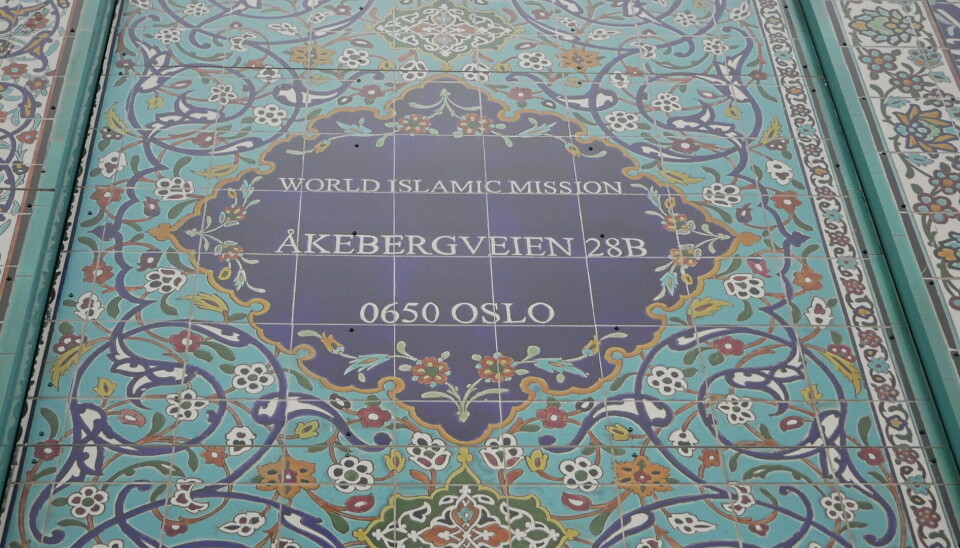 WORLD ISLAMIC MISSION
ÅKEBERGVEIEN 28B
0650 OSLO